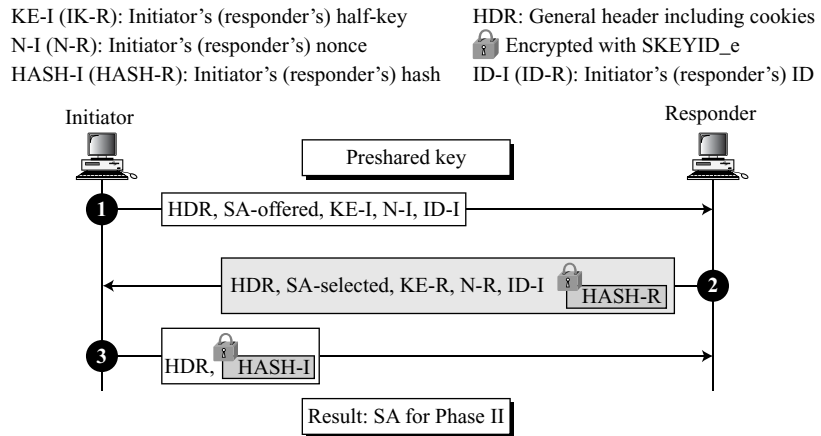 KE-I (IK-R): Initiator's (responder's) half-key
HDR: General header including cookies
N-I (N-R): Initiator's (responder's) nonce
Encrypted with SKEYID_e
HASH-I (HASH-R): Initiator's (responder's) hash
ID-I (ID-R): Initiator's (responder's) ID
Initiator
Responder
Preshared key
1
HDR, SA-offered, KE-I, N-I, ID-I
HDR, SA-selected, KE-R, N-R, ID-I
HASH-R
2
3
HDR,
HASH-I
Result: SA for Phase II